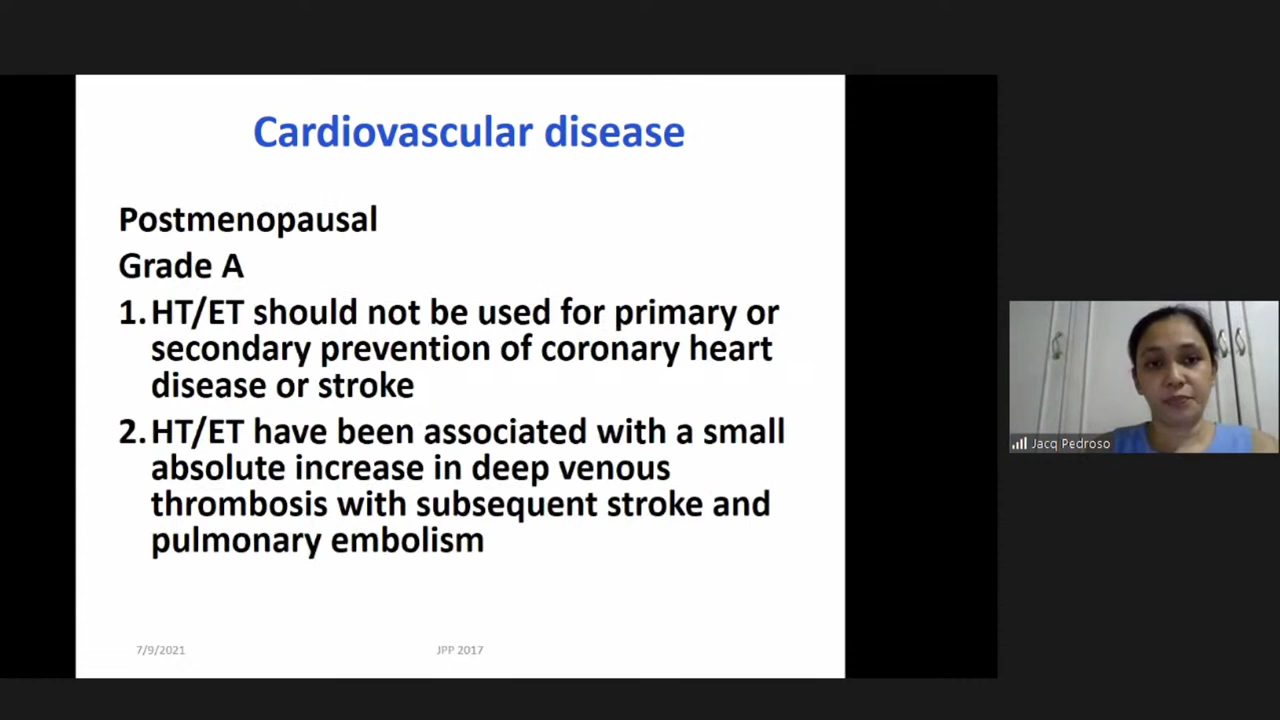 Cardiovascular disease
Postmenopausal
Grade A
1. HT/ET should not be used for primary or
secondary prevention of coronary heart
disease or stroke
2. HT/ET have been associated with a small
absolute increase in deep venous
thrombosis with subsequent stroke and
pulmonary embolism
7/9/2021
JPP 2017
Jacq Pedroso